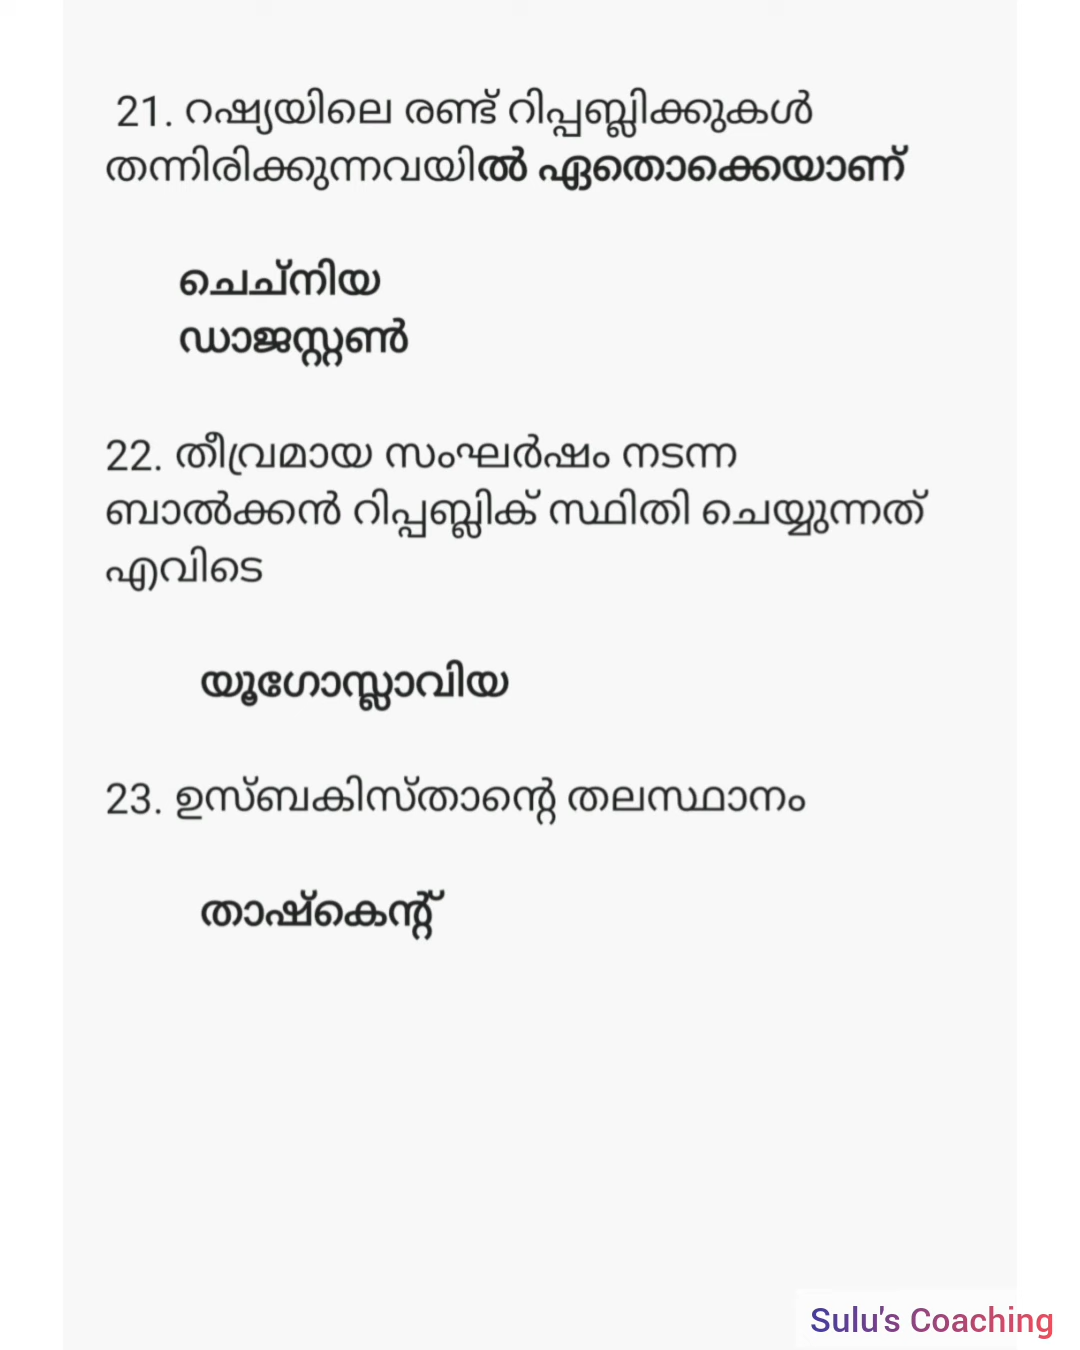 21. റഷ്യയിലെ രണ്ട് റിപ്പബ്ലിക്കുകൾ
തന്നിരിക്കുന്നവയിൽ ഏതൊക്കെയാണ്
ചെച്നിയ
ഡാജസ്റ്റൺ
22. തീവ്രമായ സംഘർഷം നടന്ന
ബാൽക്കൻ റിപ്പബ്ലിക് സ്ഥിതി ചെയ്യുന്നത്
എവിടെ
യൂഗോസ്ലാവിയ
23. ഉസ്ബകിസ്താന്റെ തലസ്ഥാനം
താഷ്കെന്റ്
Sulu's Coaching